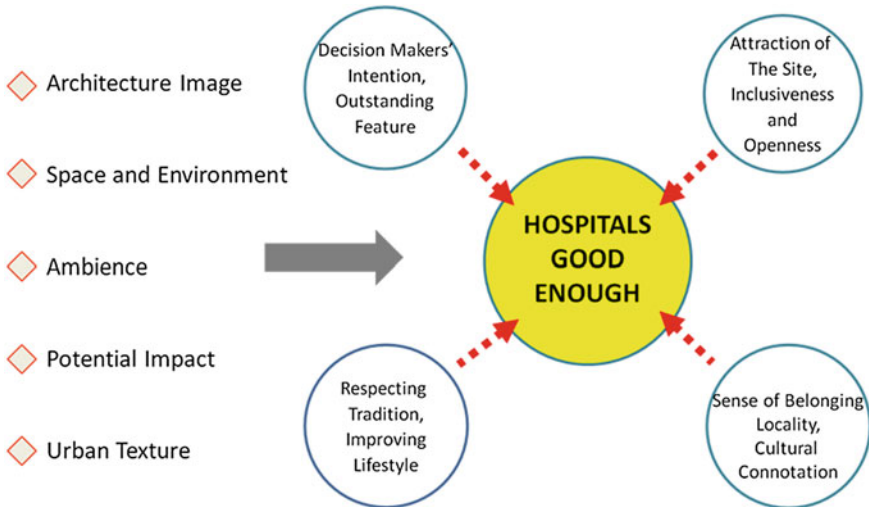 Architecture Image
Space and Environment
Ambience
Potential Impact
Urban Texture
Decision Makers'
Intention,
Outstanding
Feature
Attraction of
The Site,
Inclusiveness
and
Openness
HOSPITALS
GOOD
ENOUGH
Respecting
Tradition,
Improving
Lifestyle
Sense of Belonging
Locality,
Cultural
Connotation